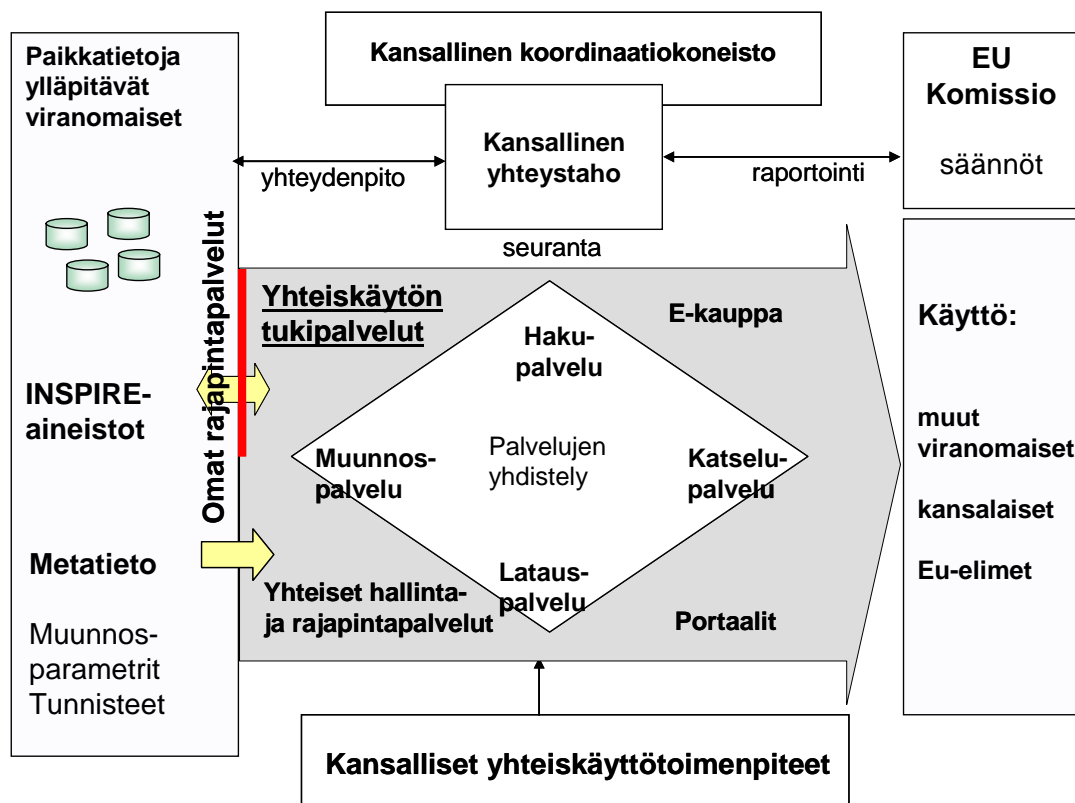 Paikkatietoja
ylläpitävät
viranomaiset
INSPIRE-
aineistot
Metatieto
Muunnos-
parametrit
Tunnisteet
Omat rajapintapalvelut
Kansallinen koordinaatiokoneisto
Kansallinen
yhteystaho
yhteydenpito
raportointi
seuranta
EU
Komissio
säännöt
Yhteiskäytön
tukipalvelut
E-kauppa
Haku-
palvelu
Muunnos-
palvelu
Palvelujen
yhdistely
Katselu-
palvelu
Lataus-
palvelu
Yhteiset hallinta-
ja rajapintapalvelut
Portaalit
Käyttö:
muut
viranomaiset
kansalaiset
Eu-elimet
Kansalliset yhteiskäyttötoimenpiteet